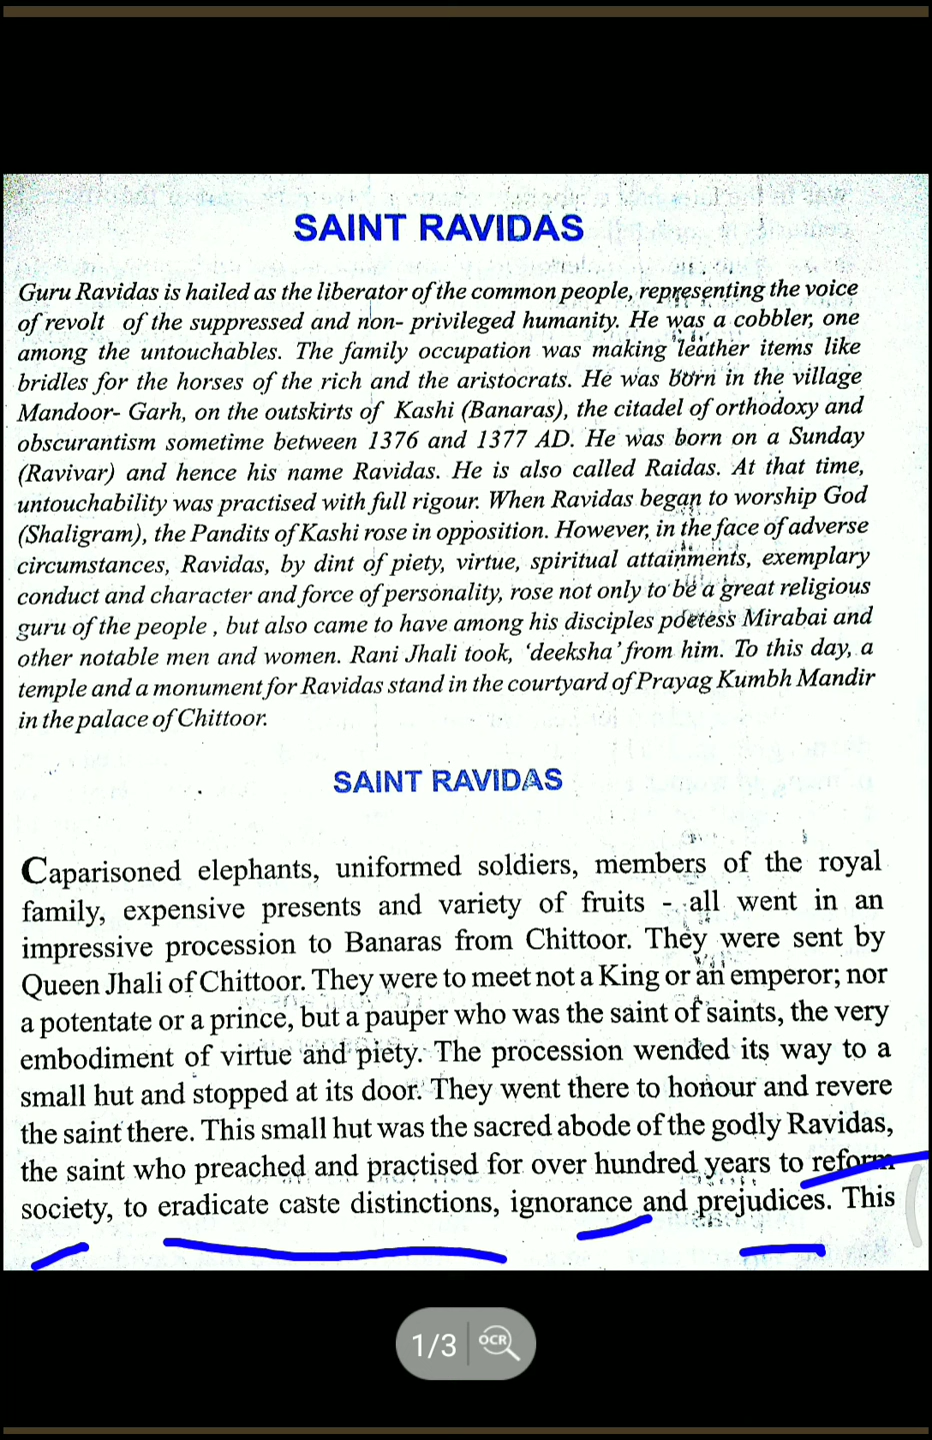 SAINT RAVIDAS
Guru Ravidas is hailed as the liberator of the common people, representing the voice
of revolt of the suppressed and non- privileged humanity. He was a cobbler, one
among the untouchables. The family occupation was making leather items like
bridles for the horses of the rich and the aristocrats. He was born in the village
Mandoor- Garh, on the outskirts of Kashi (Banaras), the citadel of orthodoxy and
obscurantism sometime between 1376 and 1377 AD. He was born on a Sunday
(Ravivar) and hence his name Ravidas. He is also called Raidas. At that time,
untouchability was practised with full rigour. When Ravidas began to worship God
(Shaligram), the Pandits of Kashi rose in opposition. However, in the face of adverse
circumstances, Ravidas, by dint of piety, virtue, spiritual attainments, exemplary
conduct and character and force of personality, rose not only to be a great religious
guru of the people , but also came to have among his disciples poetess Mirabai and
other notable men and women. Rani Jhali took, 'deeksha' from him. To this day, a
temple and a monument for Ravidas stand in the courtyard of Prayag Kumbh Mandir
in the palace of Chittoor.
SAINT RAVIDAS
Caparisoned elephants, uniformed soldiers, members of the royal
family, expensive presents and variety of fruits - all went in an
impressive procession to Banaras from Chittoor. They were sent by
Queen Jhali of Chittoor. They were to meet not a King or an emperor; nor
a potentate or a prince, but a pauper who was the saint of saints, the very
embodiment of virtue and piety. The procession wended its way to a
small hut and stopped at its door. They went there to honour and revere
the saint there. This small hut was the sacred abode of the godly Ravidas,
the saint who preached and practised for over hundred years to reform
society, to eradicate caste distinctions, ignorance and prejudices. This
1/3 OCR